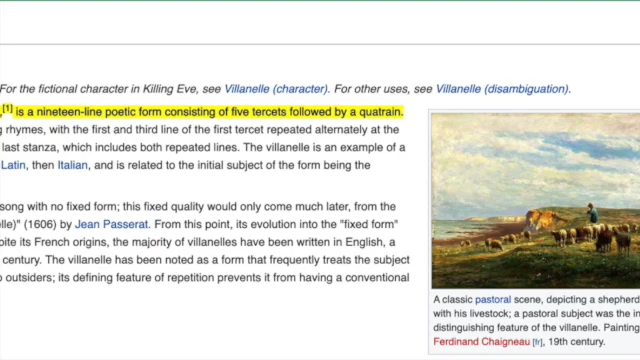 For the fictional character in Killing Eve, see Villanelle (character). For other uses, see Villanelle (disambiguation).
,[1] is a nineteen-line poetic form consisting of five tercets followed by a quatrain.
rhymes, with the first and third line of the first tercet repeated alternately at the
last stanza, which includes both repeated lines. The villanelle is an example of a
Latin, then Italian, and is related to the initial subject of the form being the
song with no fixed form; this fixed quality would only come much later, from the
(1606) by Jean Passerat. From this point, its evolution into the "fixed form"
its French origins, the majority of villanelles have been written in English, a
century. The villanelle has been noted as a form that frequently treats the subject
outsiders; its defining feature of repetition prevents it from having a conventional
A classic pastoral scene, depicting a shepherd
with his livestock; a pastoral subject was the in
distinguishing feature of the villanelle. Painting
Ferdinand Chaigneau [fr], 19th century.